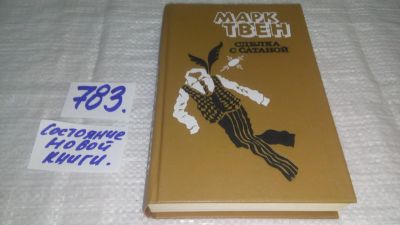 783.
Состояние
новой
книги.
МАРК
ТВЕН
СДЕЛКА
С САТАНОЙ